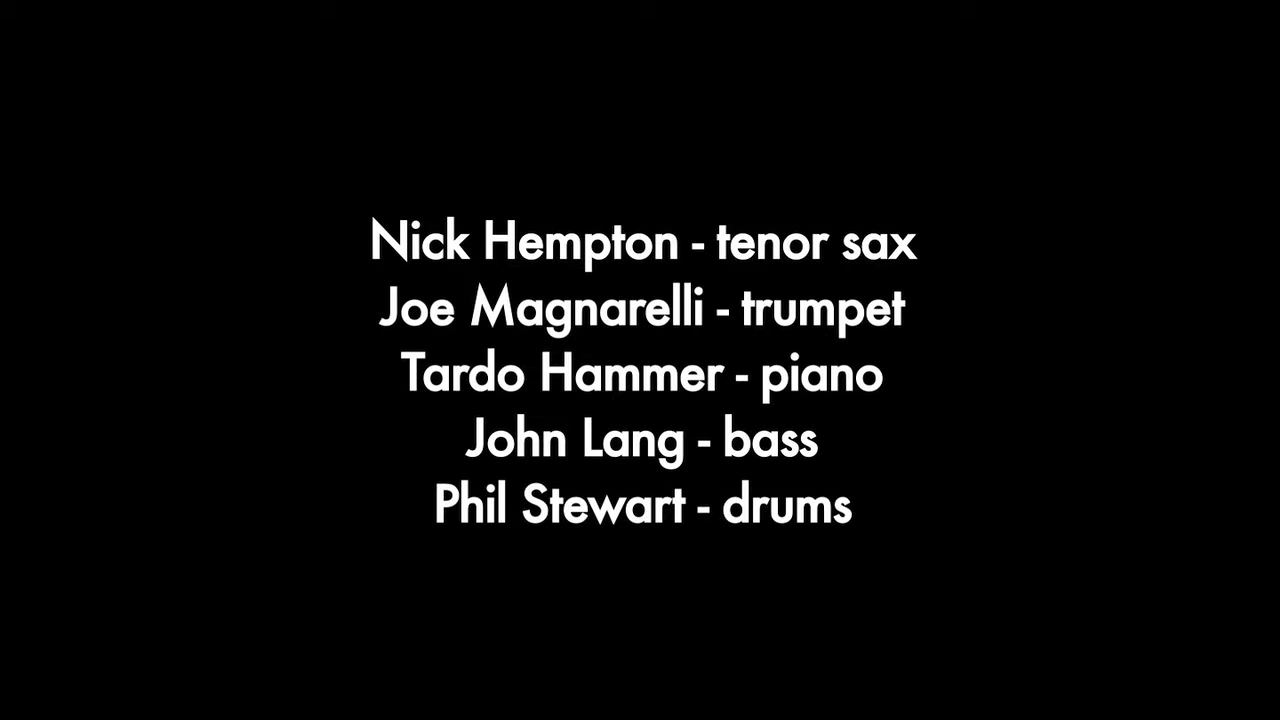 Nick Hempton - tenor sax
Joe Magnarelli - trumpet
Tardo Hammer - piano
John Lang - bass
Phil Stewart - drums